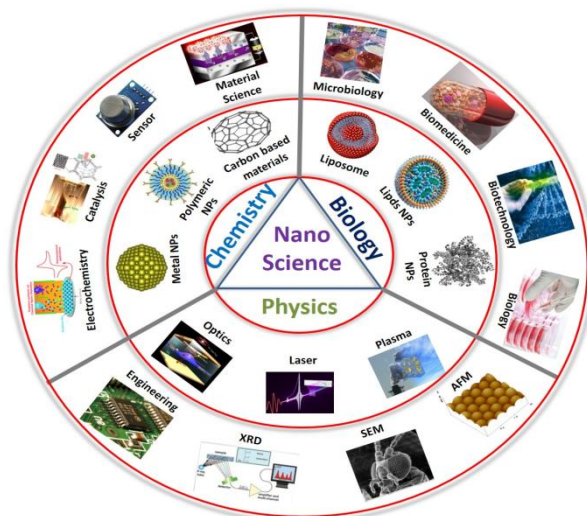 Material
Science
Microbiology
Sensor
Biomedicine
Carbon based
materials
Liposome
Catalysis
Polymeric NPs
Lipds NPs
Biotechnology
Chemistry
Biology
Nano
Science
Metal NPs
Protein
NPs
Electrochemistry
Physics
Biology
Optics
Laser
Plasma
Engineering
AFM
XRD
SEM